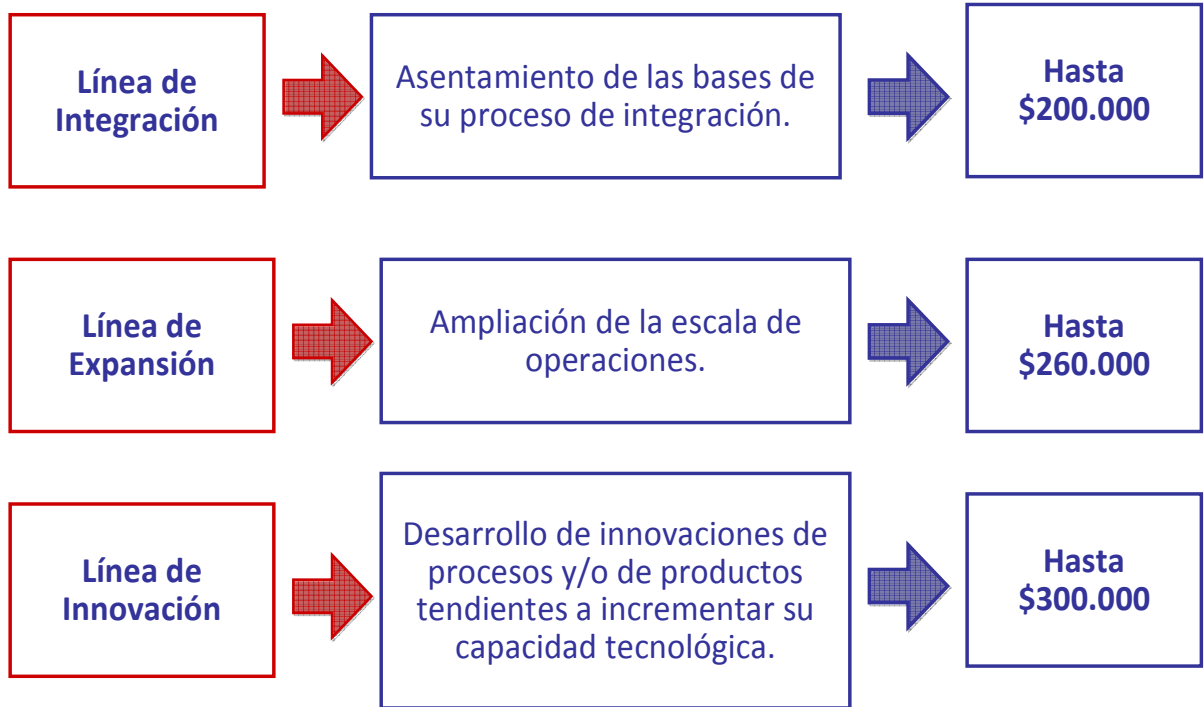 Línea de
Integración
Asentamiento de las bases de
su proceso de integración.
Hasta
$200.000
Línea de
Expansión
Ampliación de la escala de
operaciones.
Hasta
$260.000
Línea de
Innovación
Desarrollo de innovaciones de
procesos y/o de productos
tendientes a incrementar su
capacidad tecnológica.
Hasta
$300.000